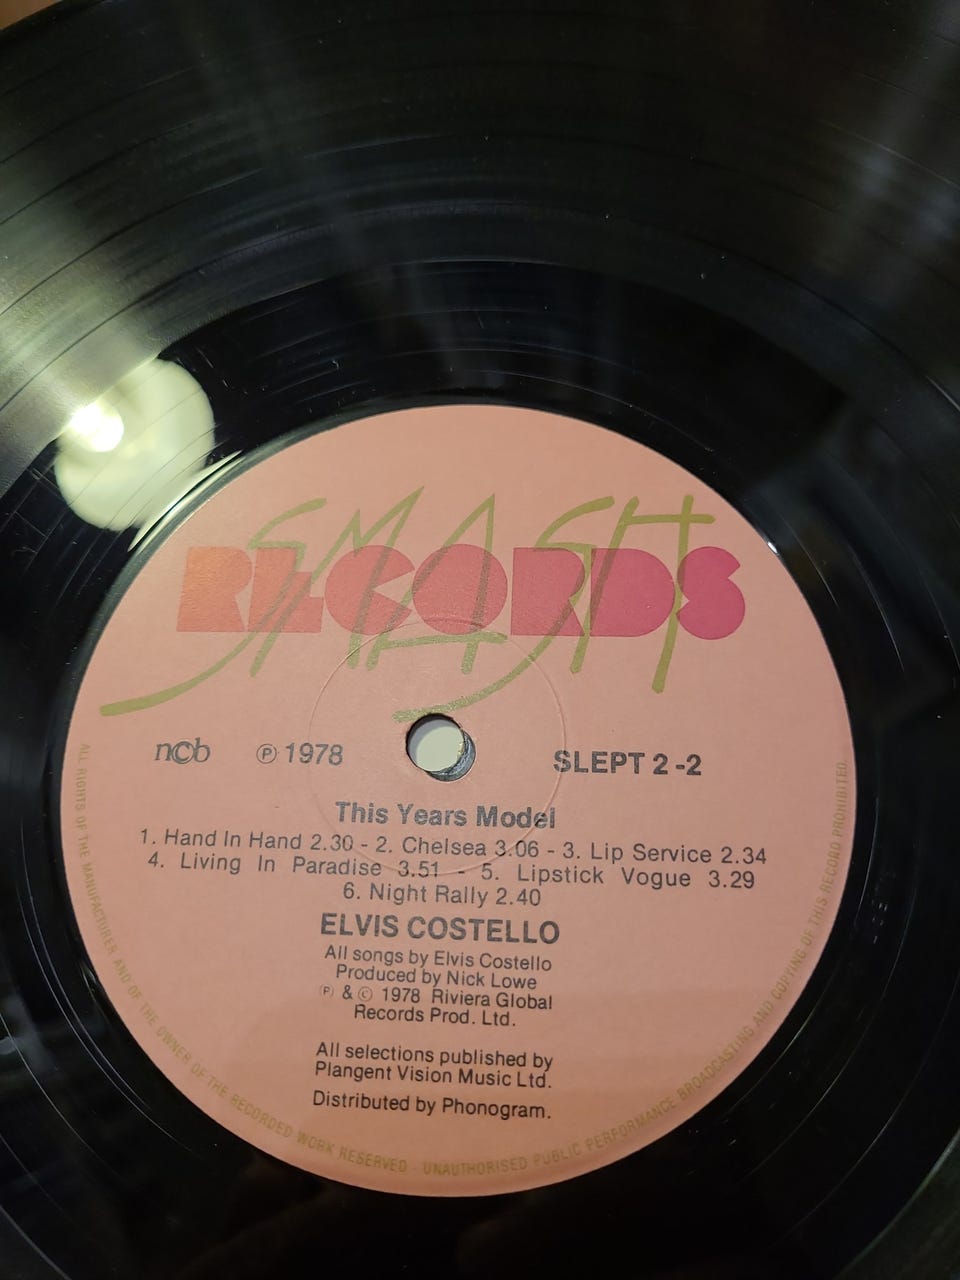 SMASH
RECORDS
ncb ℗ 1978 SLEPT 2 -2
This Years Model
1. Hand In Hand 2.30 - 2. Chelsea 3.06 - 3. Lip Service 2.34
4. Living In Paradise 3.51 - 5. Lipstick Vogue 3.29
6. Night Rally 2.40
ELVIS COSTELLO
All songs by Elvis Costello
Produced by Nick Lowe
℗ & © 1978 Riviera Global
Records Prod. Ltd.
All selections published by
Plangent Vision Music Ltd.
Distributed by Phonogram.
ALL RIGHTS OF THE MANUFACTURER AND OF THE OWNER OF THE RECORDED WORK RESERVED - UNAUTHORISED PUBLIC PERFORMANCE BROADCASTING AND COPYING OF THIS RECORD PROHIBITED